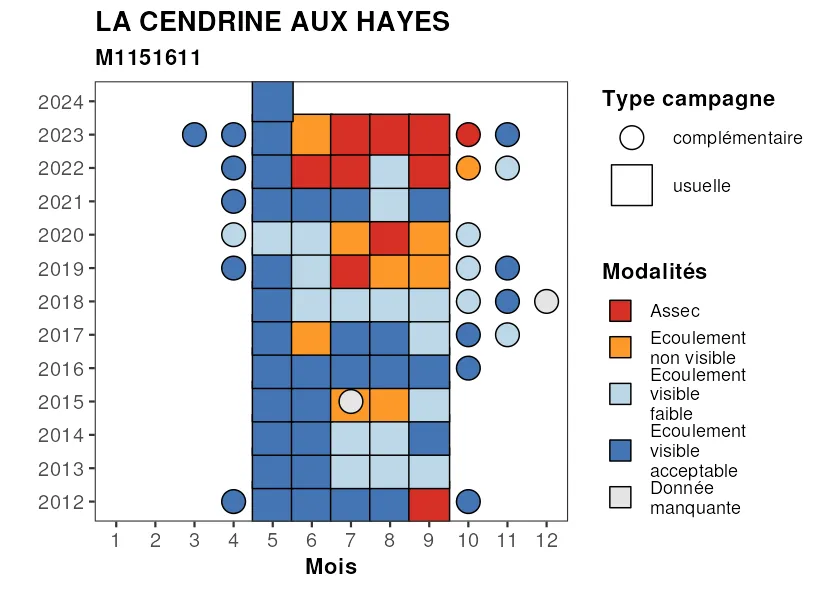 LA CENDRINE AUX HAYES
M1151611
2024
2023
2022
2021
2020
2019
2018
2017
2016
2015
2014
2013
2012
1 2 3 4 5 6 7 8 9 10 11 12
Mois
Type campagne
complémentaire
usuelle
Modalités
Assec
Ecoulement
non visible
Ecoulement
visible
faible
Ecoulement
visible
acceptable
Donnée
manquante